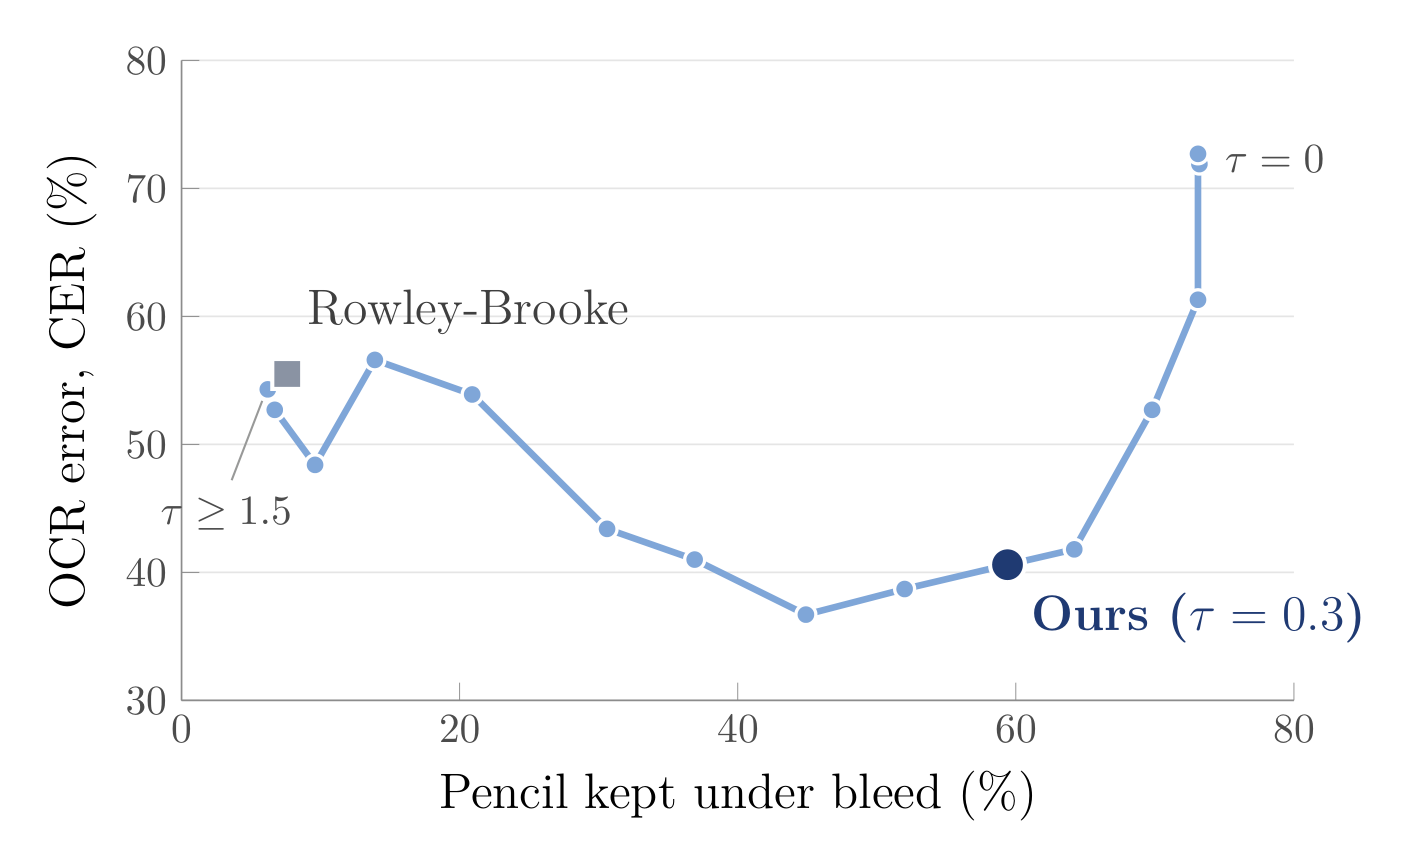 80
70
60
50
40
30
OCR error, CER (%)
τ = 0
Rowley-Brooke
τ ≥ 1.5
Ours (τ = 0.3)
0 20 40 60 80
Pencil kept under bleed (%)